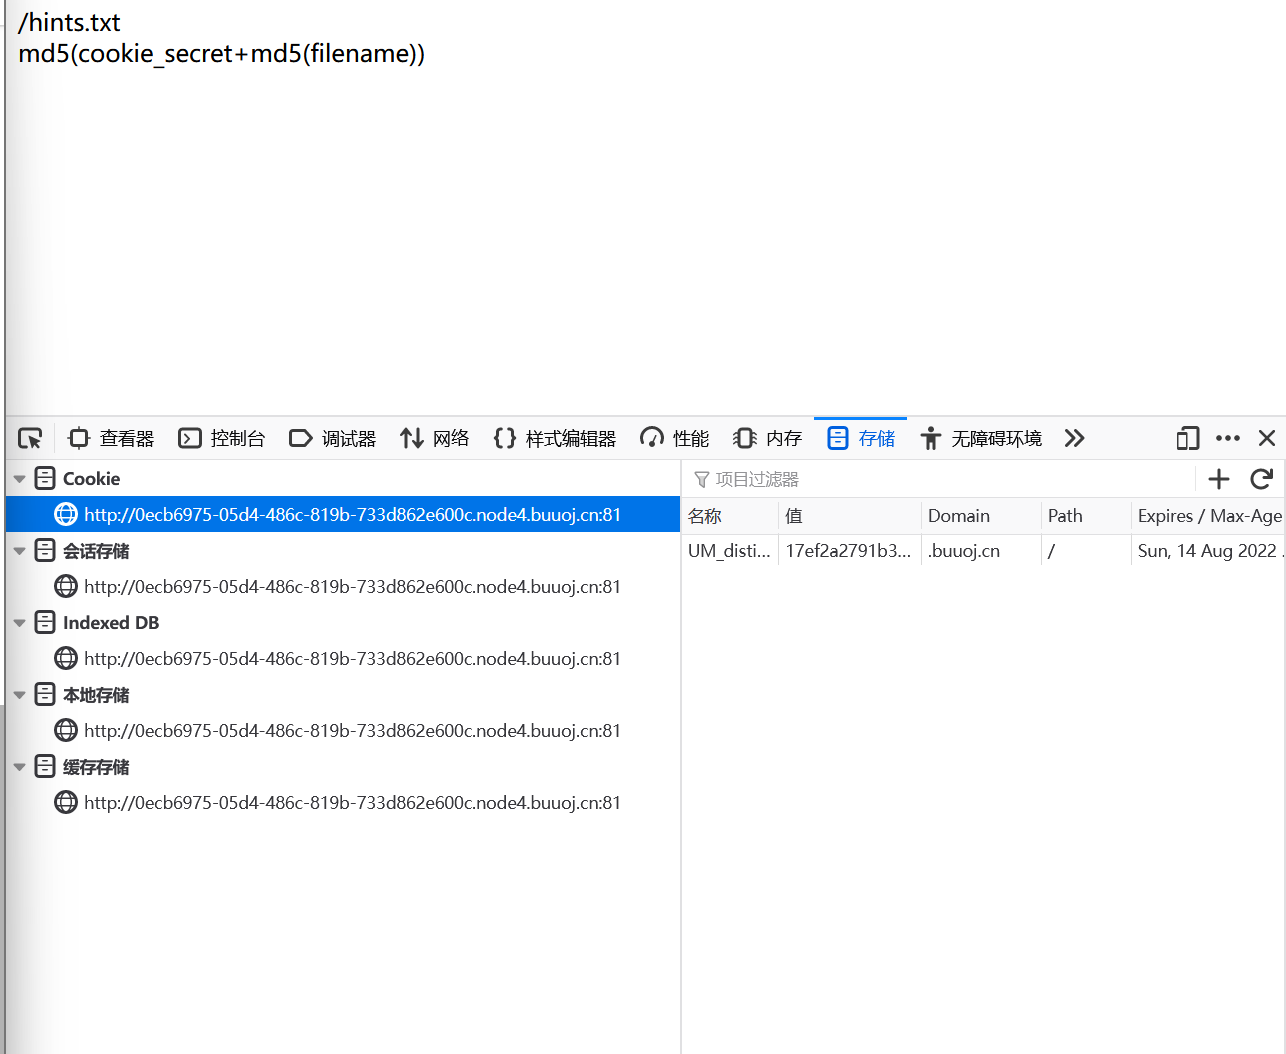 /hints.txt
md5(cookie_secret+md5(filename))
查看器 控制台 调试器 网络 {} 样式编辑器 性能 内存 存储 无障碍环境
Cookie
http://0ecb6975-05d4-486c-819b-733d862e600c.node4.buuoj.cn:81
会话存储
http://0ecb6975-05d4-486c-819b-733d862e600c.node4.buuoj.cn:81
Indexed DB
http://0ecb6975-05d4-486c-819b-733d862e600c.node4.buuoj.cn:81
本地存储
http://0ecb6975-05d4-486c-819b-733d862e600c.node4.buuoj.cn:81
缓存存储
http://0ecb6975-05d4-486c-819b-733d862e600c.node4.buuoj.cn:81
项目过滤器
名称 值 Domain Path Expires / Max-Age
UM_disti... 17ef2a2791b3... .buuoj.cn / Sun, 14 Aug 2022 .